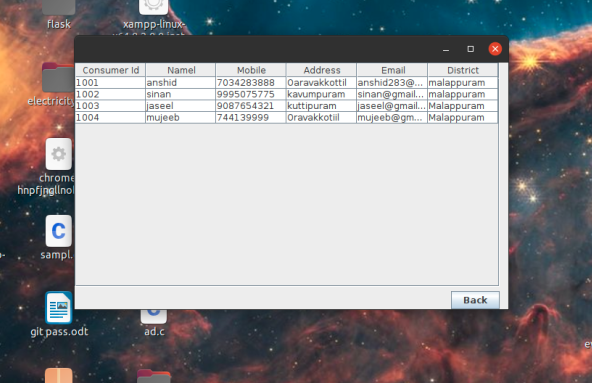 flask
xampp-linux-
Consumer Id Namel Mobile Address Email District
1001 anshid 7034283888 0aravakkottil anshid283@... malappuram
1002 sinan 9995075775 kavumpuram sinan@gmail... malappuram
1003 jaseel 9087654321 kuttipuram jaseel@gmail... Malappuram
1004 mujeeb 744139999 0ravakkotiil mujeeb@gm... Malappuram
electricity
chrome
hnpfjngllnol
sampl.
Back
git pass.odt
ad.c